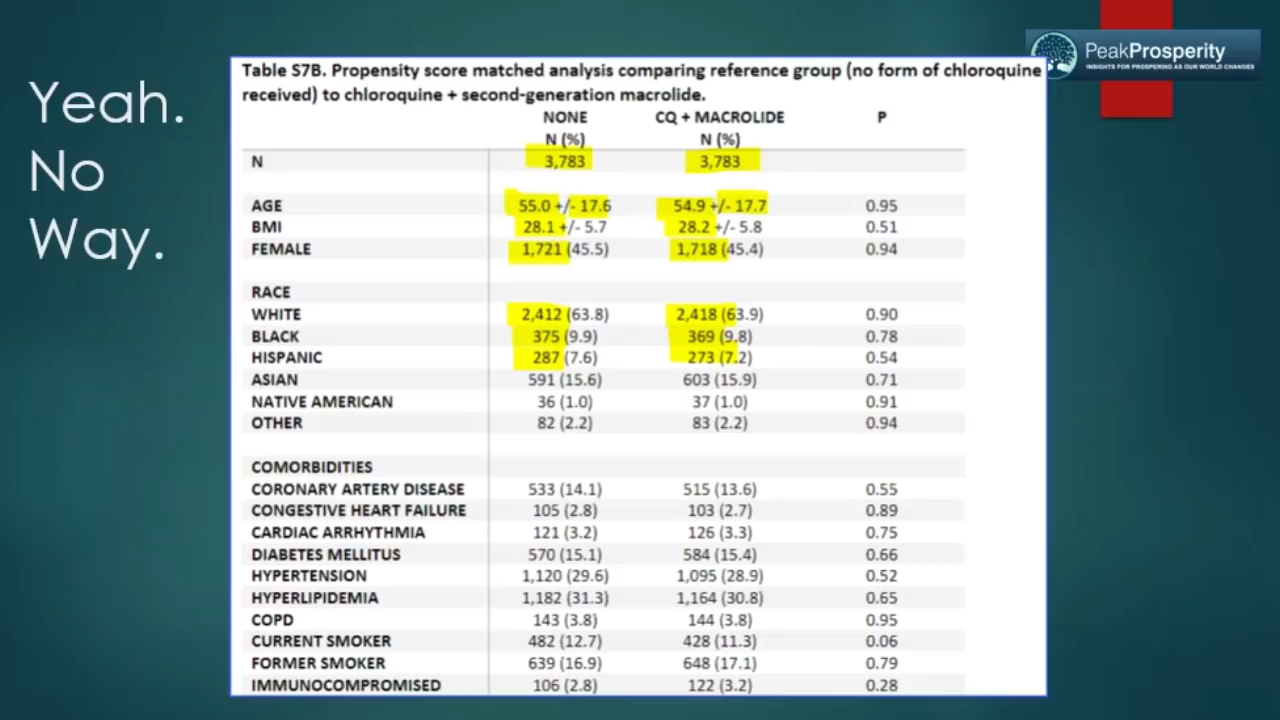 Yeah.
No
Way.
PeakProsperity
INSIGHTS FOR PROSPERING AS OUR WORLD CHANGES
Table S7B. Propensity score matched analysis comparing reference group (no form of chloroquine
received) to chloroquine + second-generation macrolide.
NONE CQ + MACROLIDE P
N (%) N (%)
N 3,783 3,783
AGE 55.0 +/- 17.6 54.9 +/- 17.7 0.95
BMI 28.1 +/- 5.7 28.2 +/- 5.8 0.51
FEMALE 1,721 (45.5) 1,718 (45.4) 0.94
RACE
WHITE 2,412 (63.8) 2,418 (63.9) 0.90
BLACK 375 (9.9) 369 (9.8) 0.78
HISPANIC 287 (7.6) 273 (7.2) 0.54
ASIAN 591 (15.6) 603 (15.9) 0.71
NATIVE AMERICAN 36 (1.0) 37 (1.0) 0.91
OTHER 82 (2.2) 83 (2.2) 0.94
COMORBIDITIES
CORONARY ARTERY DISEASE 533 (14.1) 515 (13.6) 0.55
CONGESTIVE HEART FAILURE 105 (2.8) 103 (2.7) 0.89
CARDIAC ARRHYTHMIA 121 (3.2) 126 (3.3) 0.75
DIABETES MELLITUS 570 (15.1) 584 (15.4) 0.66
HYPERTENSION 1,120 (29.6) 1,095 (28.9) 0.52
HYPERLIPIDEMIA 1,182 (31.3) 1,164 (30.8) 0.65
COPD 143 (3.8) 144 (3.8) 0.95
CURRENT SMOKER 482 (12.7) 428 (11.3) 0.06
FORMER SMOKER 639 (16.9) 648 (17.1) 0.79
IMMUNOCOMPROMISED 106 (2.8) 122 (3.2) 0.28